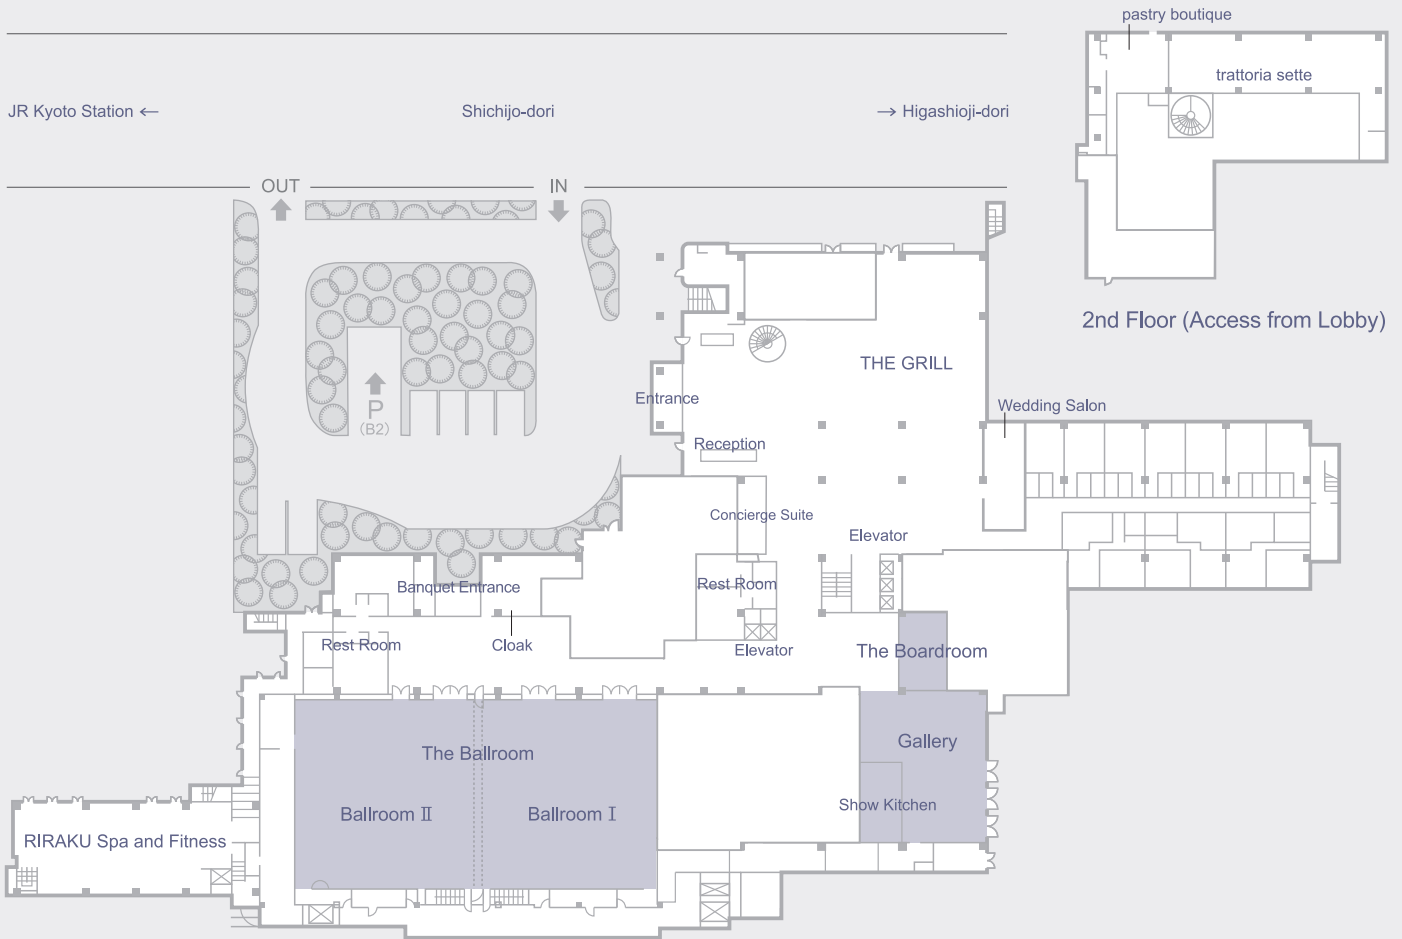 pastry boutique
trattoria sette
JR Kyoto Station ←
Shichijo-dori
→ Higashioji-dori
OUT
IN
2nd Floor (Access from Lobby)
THE GRILL
Entrance
P
(B2)
Wedding Salon
Reception
Concierge Suite
Elevator
Banquet Entrance
Rest Room
Rest Room
Cloak
Elevator
The Boardroom
Gallery
The Ballroom
Show Kitchen
Ballroom Ⅱ
Ballroom Ⅰ
RIRAKU Spa and Fitness